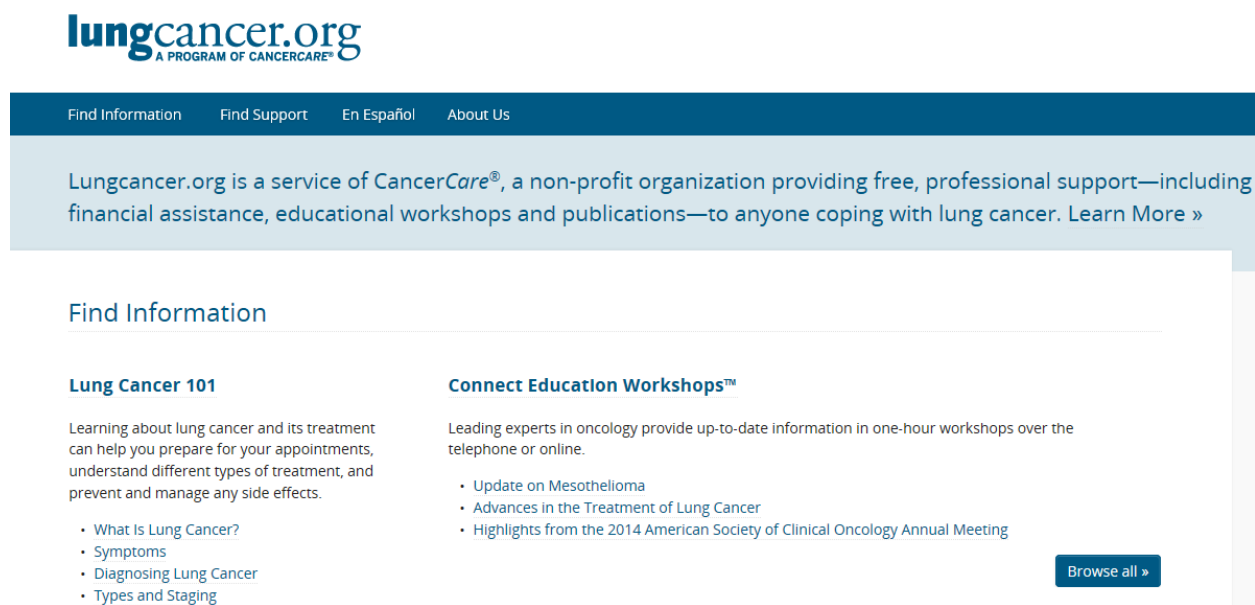 lungcancer.org
A PROGRAM OF CANCERCARE®
Find Information Find Support En Español About Us
Lungcancer.org is a service of CancerCare®, a non-profit organization providing free, professional support—including
financial assistance, educational workshops and publications—to anyone coping with lung cancer. Learn More »
Find Information
Lung Cancer 101
Learning about lung cancer and its treatment
can help you prepare for your appointments,
understand different types of treatment, and
prevent and manage any side effects.
• What Is Lung Cancer?
• Symptoms
• Diagnosing Lung Cancer
• Types and Staging
Connect Education Workshops™
Leading experts in oncology provide up-to-date information in one-hour workshops over the
telephone or online.
• Update on Mesothelioma
• Advances in the Treatment of Lung Cancer
• Highlights from the 2014 American Society of Clinical Oncology Annual Meeting
Browse all »